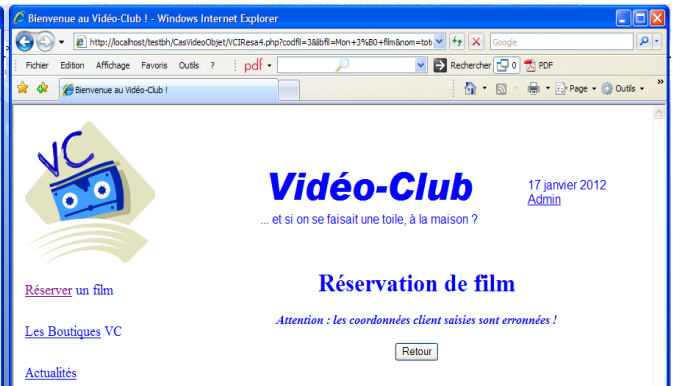 Bienvenue au Vidéo-Club ! - Windows Internet Explorer
http://localhost/testbh/CasVideoObjet/VCIResa4.php?codfil=3&libfil=Mon+3%B0+film&nom=tob
Google
Fichier Edition Affichage Favoris Outils ? pdf Rechercher 0 PDF
Bienvenue au Vidéo-Club ! Page Outils »
VC
Vidéo-Club
17 janvier 2012
Admin
... et si on se faisait une toile, à la maison ?
Réservation de film
Réserver un film
Attention : les coordonnées client saisies sont erronnées !
Les Boutiques VC
Retour
Actualités